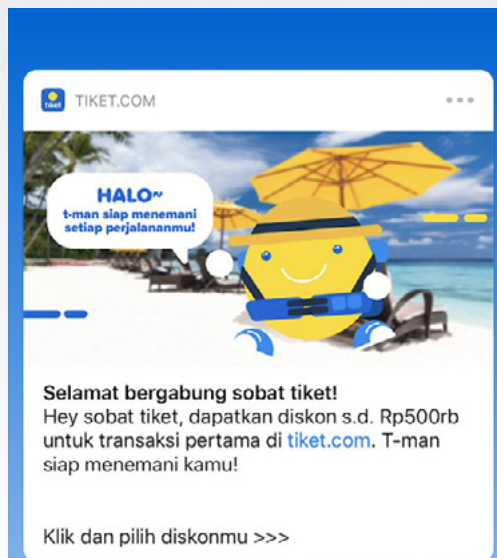 tiket
TIKET.COM
HALO~
t-man siap menemani
setiap perjalananmu!
Selamat bergabung sobat tiket!
Hey sobat tiket, dapatkan diskon s.d. Rp500rb
untuk transaksi pertama di tiket.com. T-man
siap menemani kamu!
Klik dan pilih diskonmu >>>